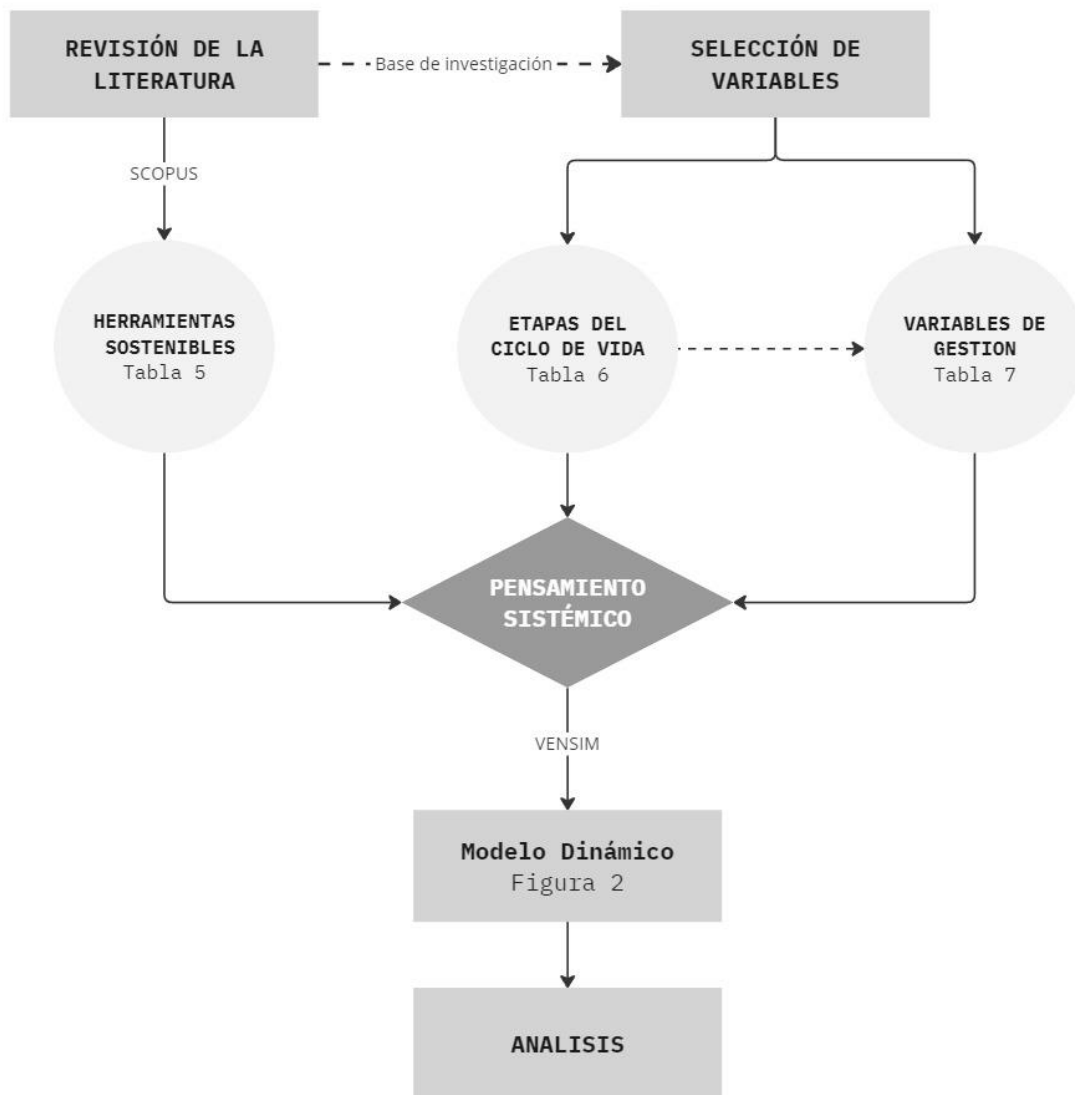 REVISIÓN DE LA
LITERATURA
Base de investigación
SELECCIÓN DE
VARIABLES
SCOPUS
HERRAMIENTAS
SOSTENIBLES
Tabla 5
ETAPAS DEL
CICLO DE VIDA
Tabla 6
VARIABLES DE
GESTION
Tabla 7
PENSAMIENTO
SISTÉMICO
VENSIM
Modelo Dinámico
Figura 2
ANALISIS